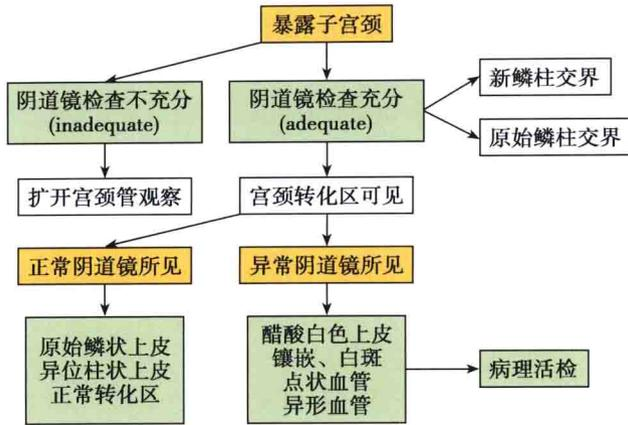 暴露子宫颈
阴道镜检查不充分
(inadequate)
阴道镜检查充分
(adequate)
新鳞柱交界
原始鳞柱交界
扩开宫颈管观察
宫颈转化区可见
正常阴道镜所见
异常阴道镜所见
原始鳞状上皮
异位柱状上皮
正常转化区
醋酸白色上皮
镶嵌、白斑
点状血管
异形血管
病理活检